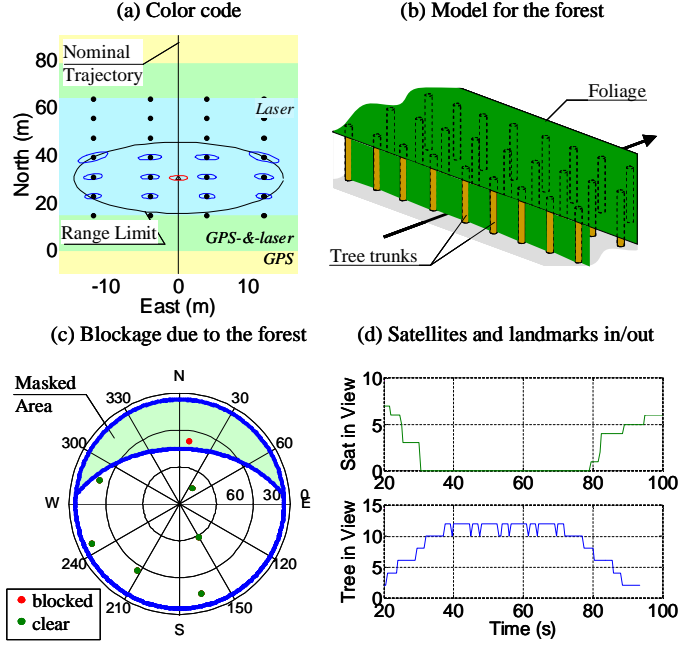 (a) Color code
Nominal
Trajectory
Laser
Range Limit
GPS-&-laser
GPS
80
60
40
20
0
North (m)
-10
0
10
East (m)
(b) Model for the forest
Foliage
Tree trunks
(c) Blockage due to the forest
Masked
Area
N
330
30
300
60
W
60
30
0
E
240
120
210
150
S
blocked
clear
(d) Satellites and landmarks in/out
10
5
0
Sat in View
20
40
60
80
100
15
10
5
0
Tree in View
20
40
60
80
100
Time (s)